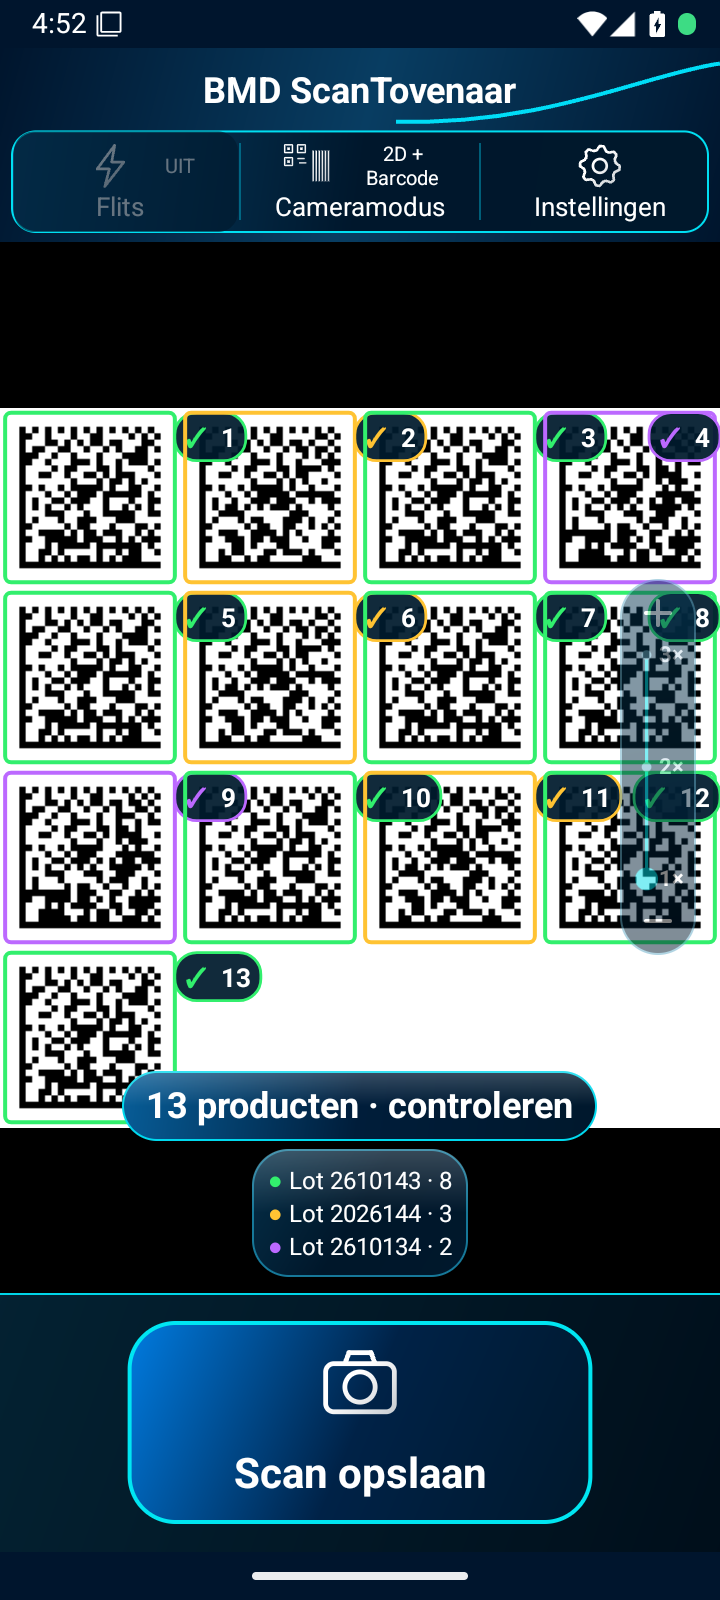 4:52
BMD ScanTovenaar
UIT
Flits
2D +
Barcode
Cameramodus
Instellingen
✓ 1
✓ 2
✓ 3
✓ 4
✓ 5
✓ 6
✓ 7
✓ 8
+
3×
2×
✓ 9
✓ 10
✓ 11
✓ 12
1×
−
✓ 13
13 producten · controleren
Lot 2610143 · 8
Lot 2026144 · 3
Lot 2610134 · 2
Scan opslaan